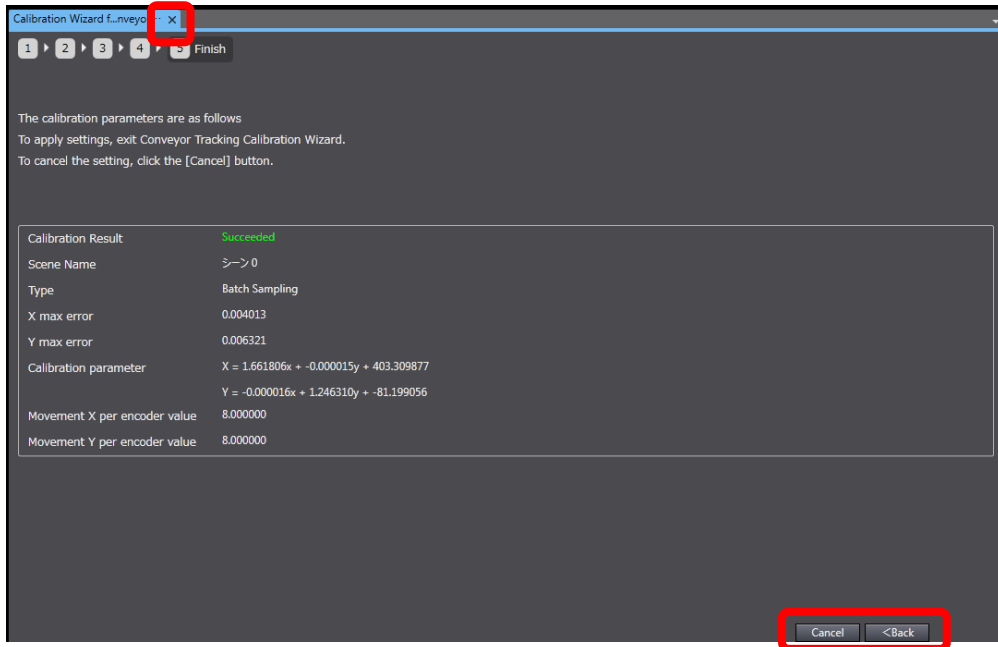 Calibration Wizard f...nveyo... ×
1 2 3 4 5 Finish
The calibration parameters are as follows
To apply settings, exit Conveyor Tracking Calibration Wizard.
To cancel the setting, click the [Cancel] button.
Calibration Result Succeeded
Scene Name シーン0
Type Batch Sampling
X max error 0.004013
Y max error 0.006321
Calibration parameter X = 1.661806x + -0.000015y + 403.309877
Y = -0.000016x + 1.246310y + -81.199056
Movement X per encoder value 8.000000
Movement Y per encoder value 8.000000
Cancel <Back